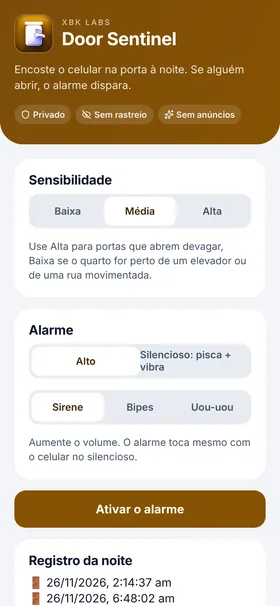 XBK LABS
Door Sentinel
Encoste o celular na porta à noite. Se alguém
abrir, o alarme dispara.
Privado
Sem rastreio
Sem anúncios
Sensibilidade
Baixa
Média
Alta
Use Alta para portas que abrem devagar,
Baixa se o quarto for perto de um elevador ou
de uma rua movimentada.
Alarme
Alto
Silencioso: pisca +
vibra
Sirene
Bipes
Uou-uou
Aumente o volume. O alarme toca mesmo com
o celular no silencioso.
Ativar o alarme
Registro da noite
🚪 26/11/2026, 2:14:37 am
🚪 26/11/2026, 6:48:02 am